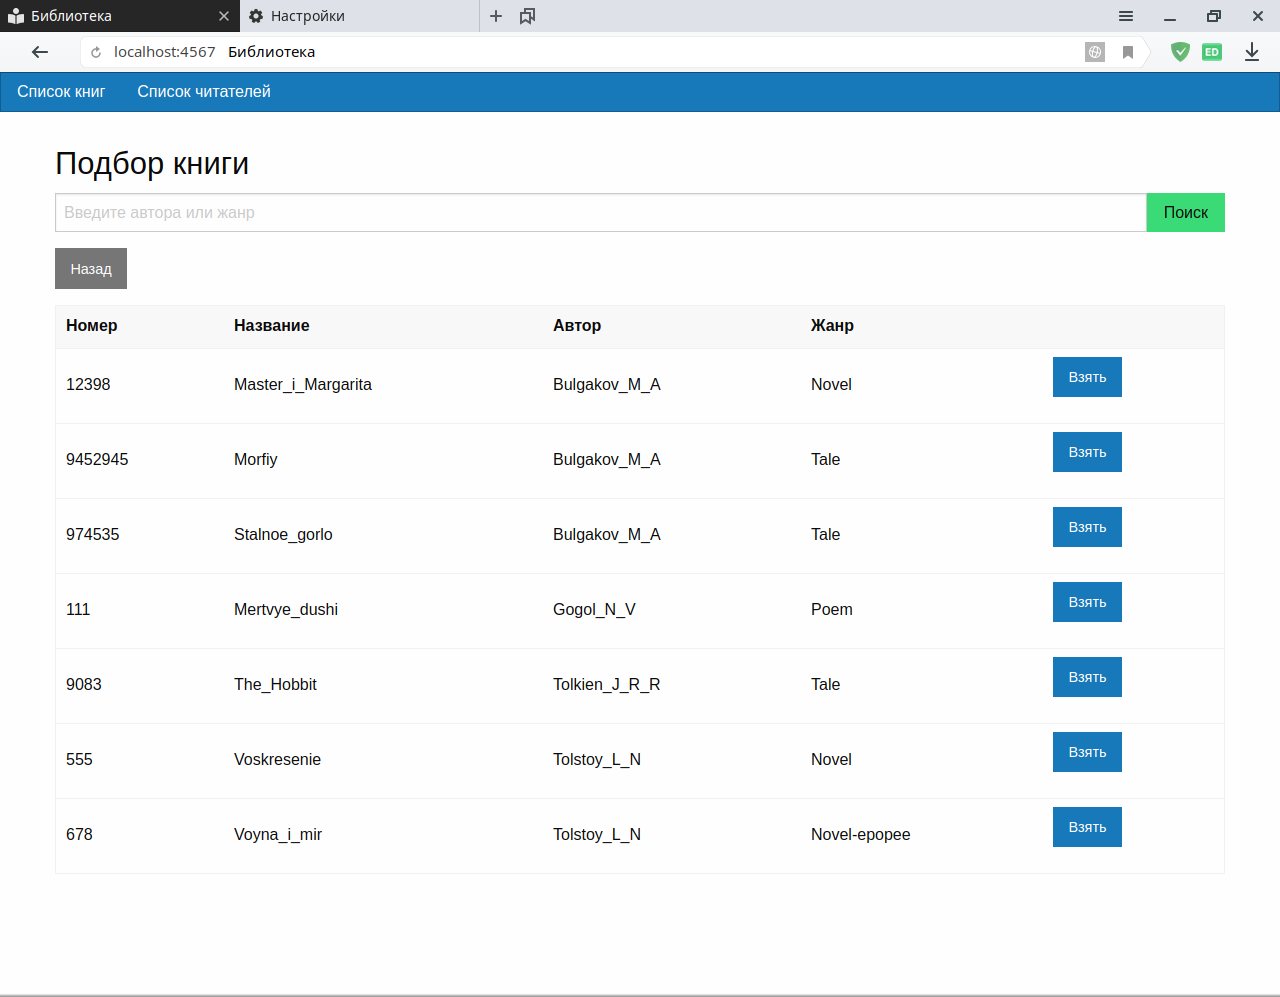 Библиотека
Настройки
localhost:4567 Библиотека
ED
Список книг Список читателей
Подбор книги
Введите автора или жанр Поиск
Назад
Номер Название Автор Жанр
12398 Master_i_Margarita Bulgakov_M_A Novel Взять
9452945 Morfiy Bulgakov_M_A Tale Взять
974535 Stalnoe_gorlo Bulgakov_M_A Tale Взять
111 Mertvye_dushi Gogol_N_V Poem Взять
9083 The_Hobbit Tolkien_J_R_R Tale Взять
555 Voskresenie Tolstoy_L_N Novel Взять
678 Voyna_i_mir Tolstoy_L_N Novel-epopee Взять